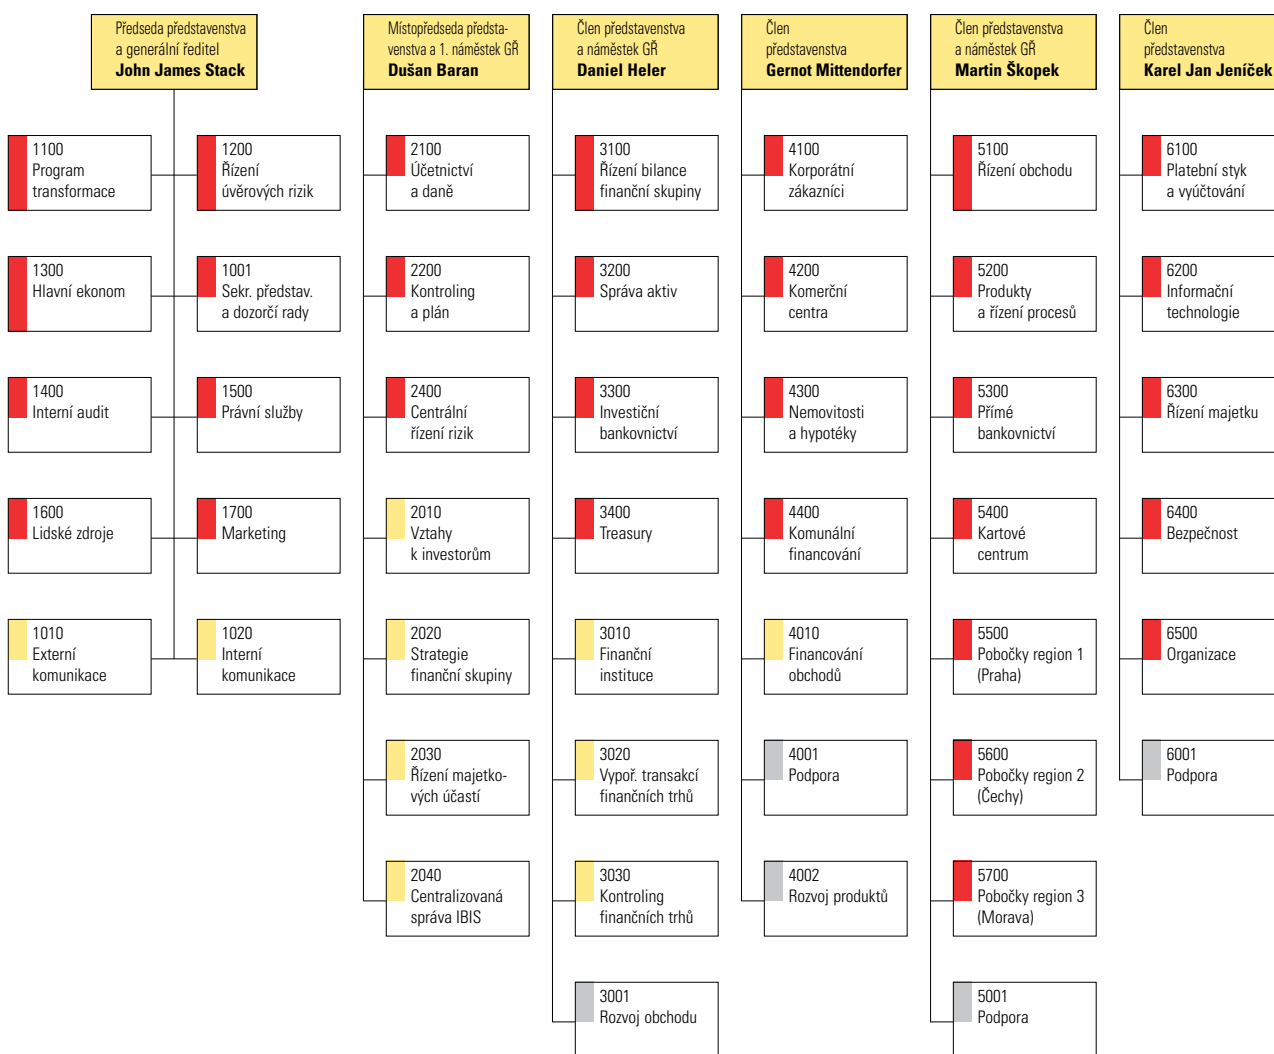 Předseda představenstva
a generální ředitel
John James Stack
1100
Program
transformace
1200
Řízení
úvěrových rizik
1300
Hlavní ekonom
1001
Sekr. představ.
a dozorčí rady
1400
Interní audit
1500
Právní služby
1600
Lidské zdroje
1700
Marketing
1010
Externí
komunikace
1020
Interní
komunikace
Místopředseda předsta-
venstva a 1. náměstek GŘ
Dušan Baran
2100
Účetnictví
a daně
2200
Kontroling
a plán
2400
Centrální
řízení rizik
2010
Vztahy
k investorům
2020
Strategie
finanční skupiny
2030
Řízení majetko-
vých účastí
2040
Centralizovaná
správa IBIS
Člen představenstva
a náměstek GŘ
Daniel Heler
3100
Řízení bilance
finanční skupiny
3200
Správa aktiv
3300
Investiční
bankovnictví
3400
Treasury
3010
Finanční
instituce
3020
Vypoř. transakcí
finančních trhů
3030
Kontroling
finančních trhů
3001
Rozvoj obchodu
Člen
představenstva
Gernot Mittendorfer
4100
Korporátní
zákazníci
4200
Komerční
centra
4300
Nemovitosti
a hypotéky
4400
Komunální
financování
4010
Financování
obchodů
4001
Podpora
4002
Rozvoj produktů
Člen představenstva
a náměstek GŘ
Martin Škopek
5100
Řízení obchodu
5200
Produkty
a řízení procesů
5300
Přímé
bankovnictví
5400
Kartové
centrum
5500
Pobočky region 1
(Praha)
5600
Pobočky region 2
(Čechy)
5700
Pobočky region 3
(Morava)
5001
Podpora
Člen
představenstva
Karel Jan Jeníček
6100
Platební styk
a vyúčtování
6200
Informační
technologie
6300
Řízení majetku
6400
Bezpečnost
6500
Organizace
6001
Podpora